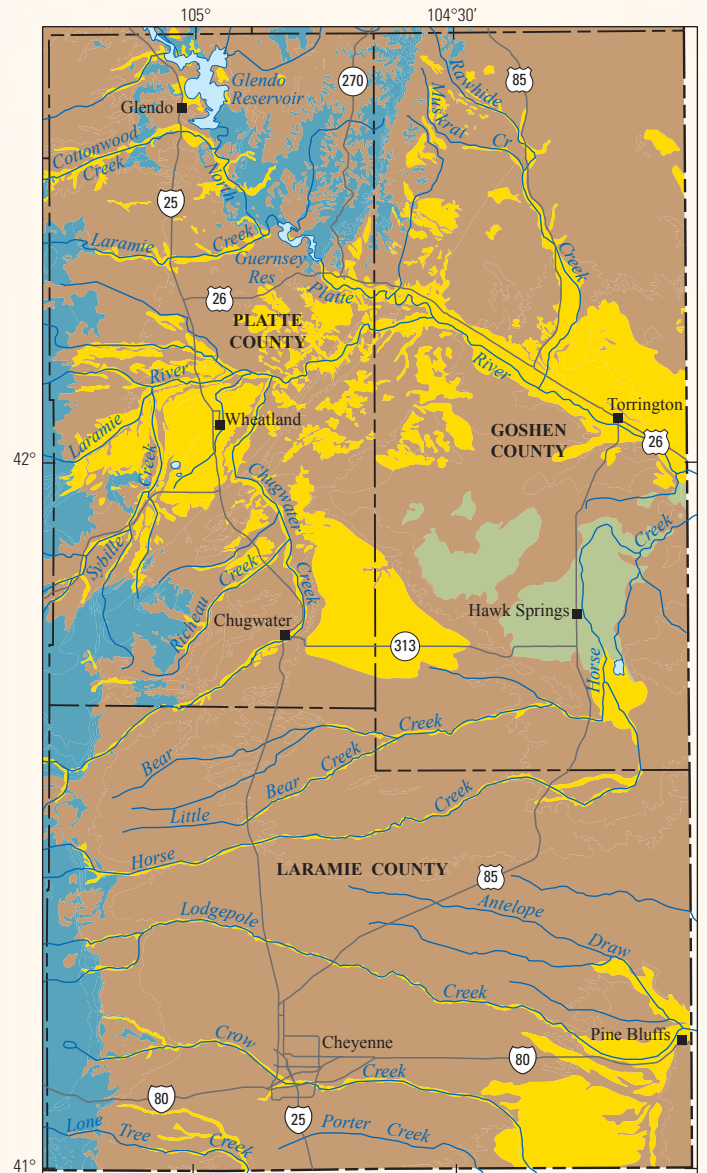 105°
104°30'
270
85
Glendo
Reservoir
Glendo
Rawhide
Muskrat
Cr
Cottonwood
Creek
North
25
Laramie
Creek
Creek
Guernsey
Res
26
Platte
PLATTE
COUNTY
River
River
Torrington
Wheatland
GOSHEN
COUNTY
26
Laramie
42°
Creek
Chugwater
Creek
Sybille
Creek
Creek
Richeau
Hawk Springs
Chugwater
313
Horse
Creek
Bear
Creek
Bear
Creek
Little
Horse
LARAMIE COUNTY
85
Lodgepole
Antelope
Draw
Creek
Crow
Cheyenne
Pine Bluffs
80
Creek
80
Lone
Tree
Creek
25
Porter
Creek
41°